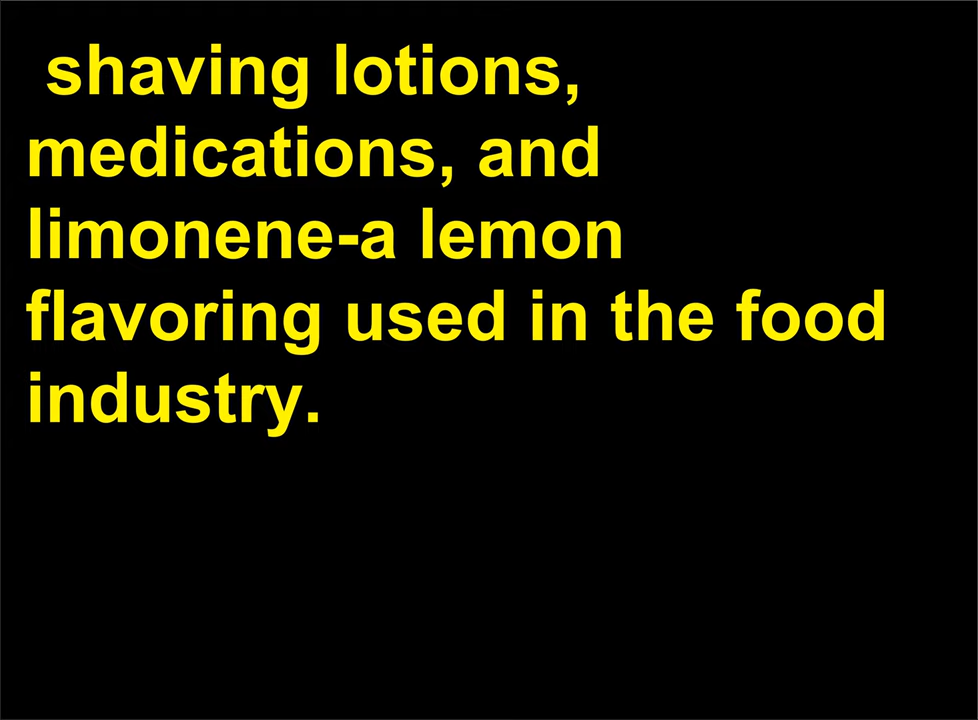 shaving lotions,
medications, and
limonene-a lemon
flavoring used in the food
industry.